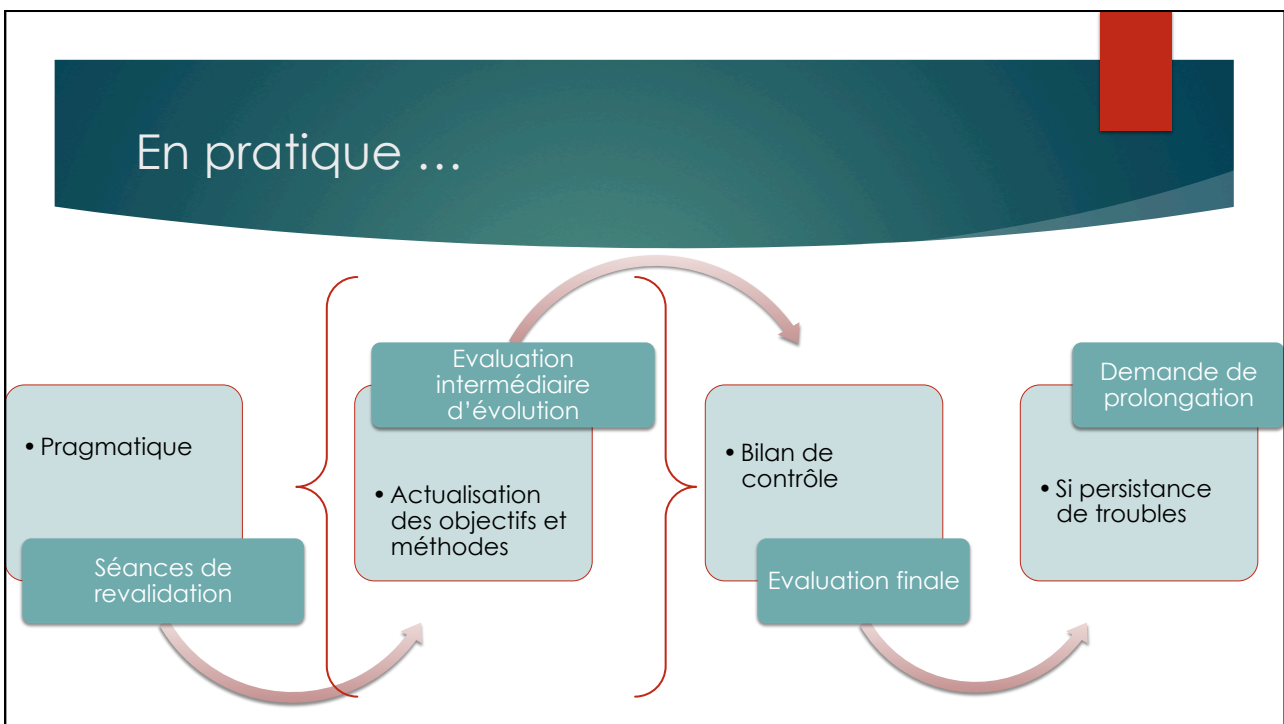 En pratique …
• Pragmatique
Séances de
revalidation
Evaluation
intermédiaire
d'évolution
• Actualisation
des objectifs et
méthodes
• Bilan de
contrôle
Evaluation finale
Demande de
prolongation
• Si persistance
de troubles